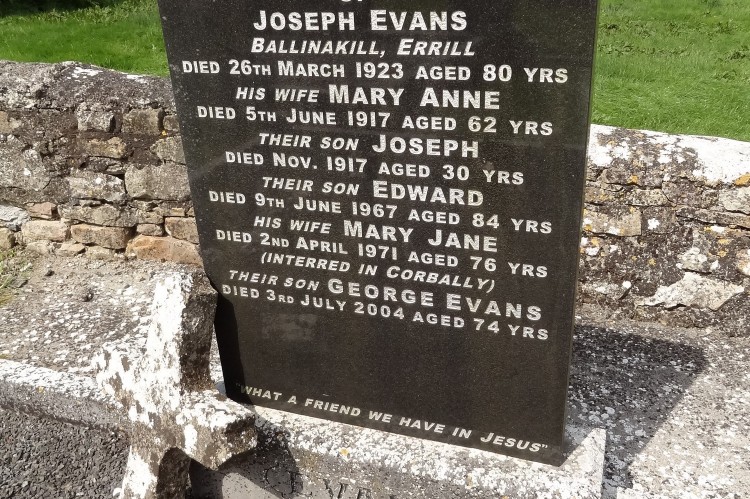 Joseph Evans
Ballinakill, Errill
died 26th March 1923 aged 80 yrs
his wife Mary Anne
died 5th June 1917 aged 62 yrs
their son Joseph
died Nov. 1917 aged 30 yrs
their son Edward
died 9th June 1967 aged 84 yrs
his wife Mary Jane
died 2nd April 1971 aged 76 yrs
(interred in Corbally)
their son George Evans
died 3rd July 2004 aged 74 yrs
"What a friend we have in Jesus"